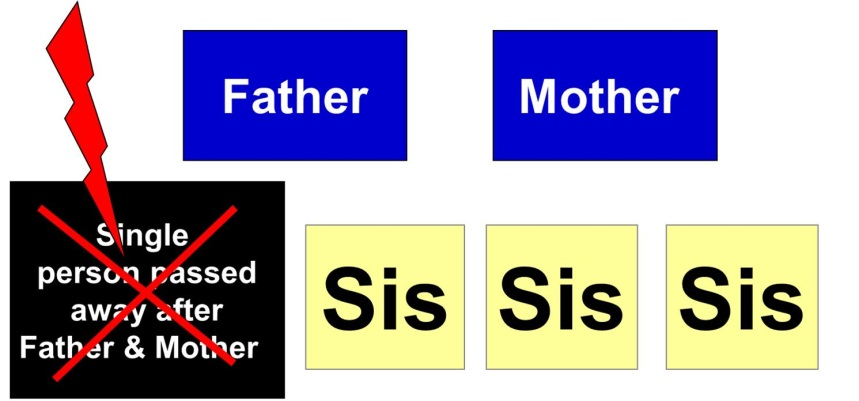 Father
Mother
Single
person passed
away after
Father & Mother
Sis
Sis
Sis